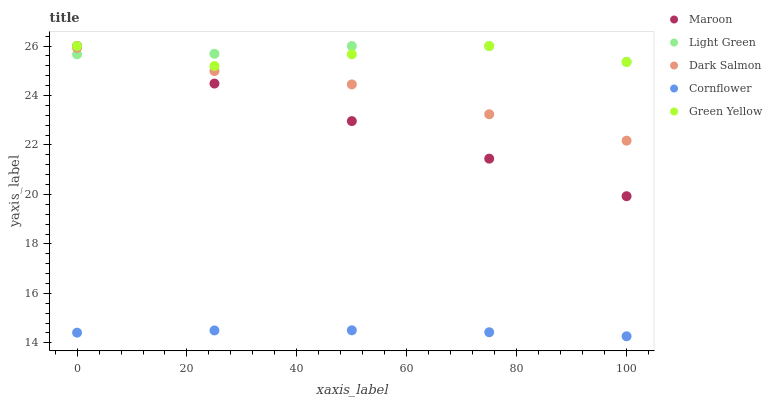 title
Maroon
Light Green
Dark Salmon
Cornflower
Green Yellow
yaxis_label
26
24
22
20
18
16
14
0 20 40 60 80 100
xaxis_label